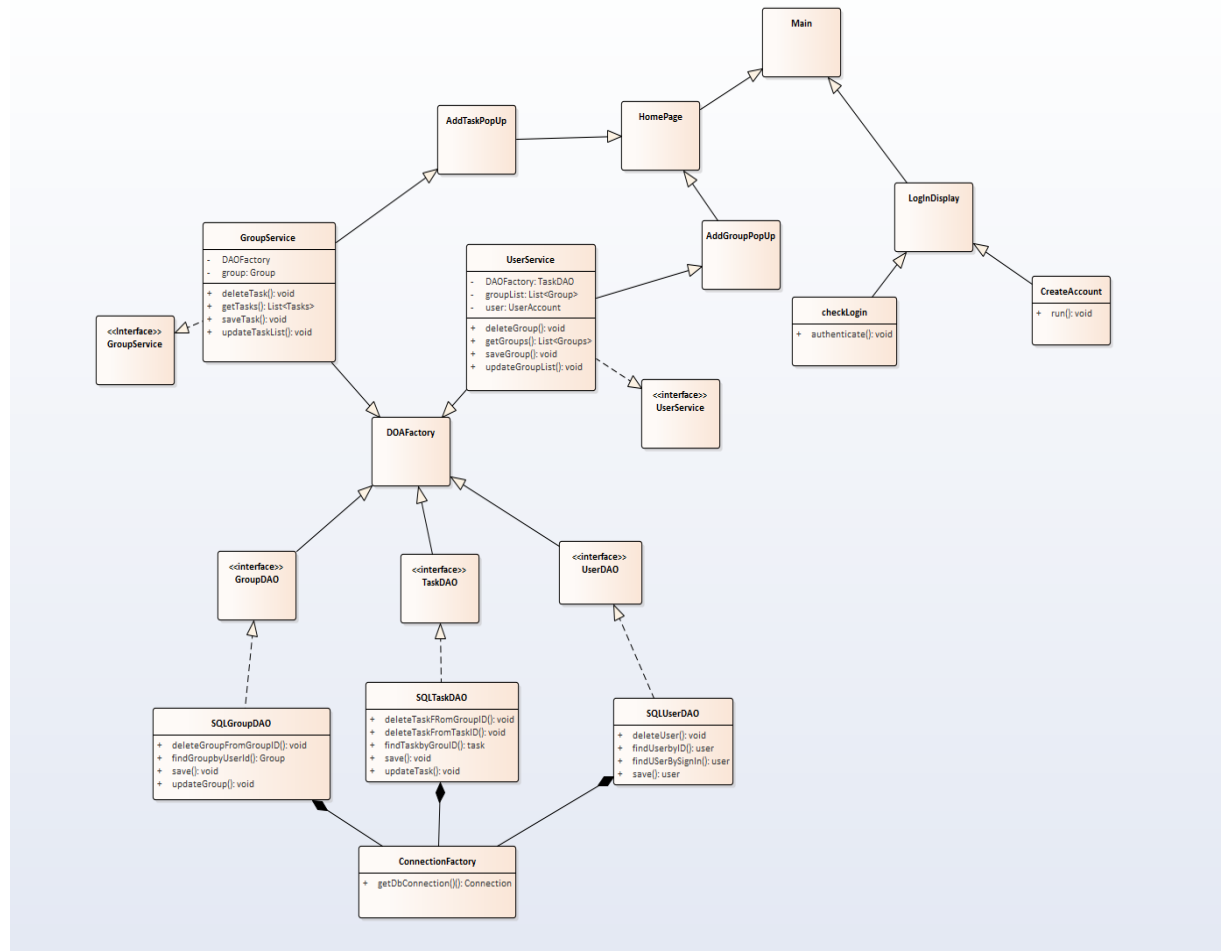 Main
AddTaskPopUp
HomePage
LogInDisplay
AddGroupPopUp
GroupService
- DAOFactory
- group: Group
+ deleteTask(): void
+ getTasks(): List<Tasks>
+ saveTask(): void
+ updateTaskList(): void
UserService
- DAOFactory: TaskDAO
- groupList: List<Group>
- user: UserAccount
+ deleteGroup(): void
+ getGroups(): List<Groups>
+ saveGroup(): void
+ updateGroupList(): void
CreateAccount
+ run(): void
checkLogin
+ authenticate(): void
<<Interface>>
GroupService
<<interface>>
UserService
DOAFactory
<<interface>>
GroupDAO
<<interface>>
TaskDAO
<<interface>>
UserDAO
SQLGroupDAO
+ deleteGroupFromGroupID(): void
+ findGroupbyUserId(): Group
+ save(): void
+ updateGroup(): void
SQLTaskDAO
+ deleteTaskFRomGroupID(): void
+ deleteTaskFromTaskID(): void
+ findTaskbyGrouID(): task
+ save(): void
+ updateTask(): void
SQLUserDAO
+ deleteUser(): void
+ findUserbyID(): user
+ findUSerBySignIn(): user
+ save(): user
ConnectionFactory
+ getDbConnection()(): Connection